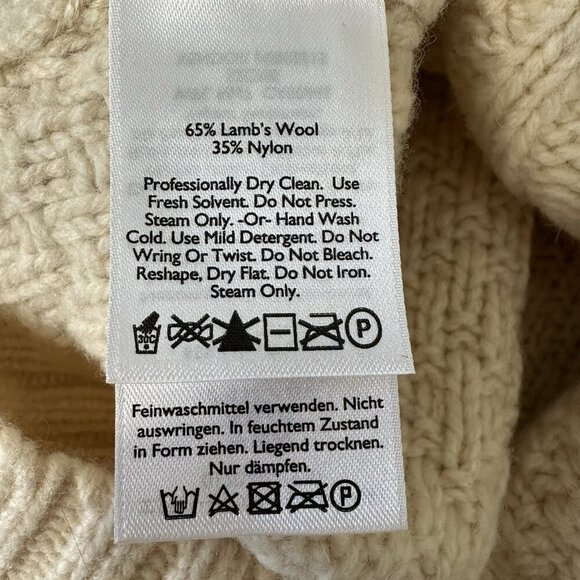 65% Lamb's Wool
35% Nylon
Professionally Dry Clean. Use
Fresh Solvent. Do Not Press.
Steam Only. -Or- Hand Wash
Cold. Use Mild Detergent. Do Not
Wring Or Twist. Do Not Bleach.
Reshape, Dry Flat. Do Not Iron.
Steam Only.
30C P
Feinwaschmittel verwenden. Nicht
auswringen. In feuchtem Zustand
in Form ziehen. Liegend trocknen.
Nur dämpfen.
P